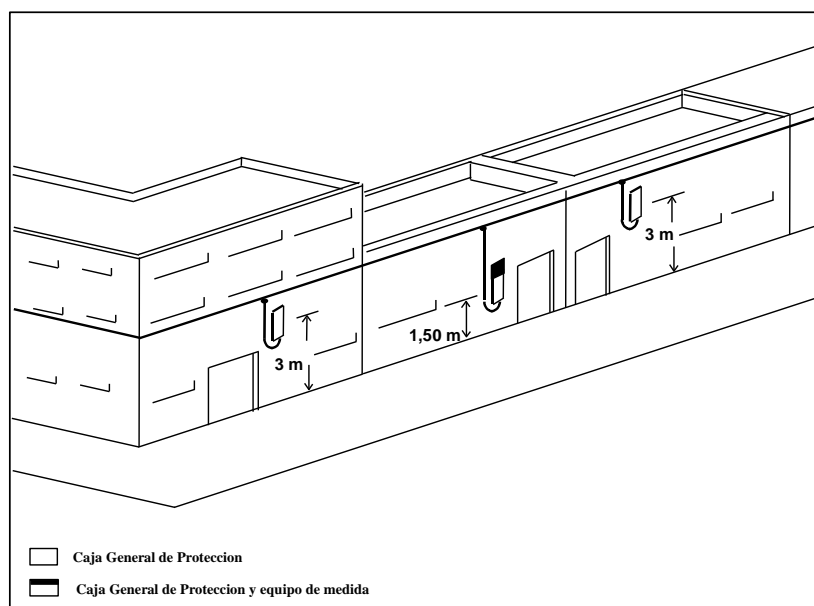 3 m
1,50 m
3 m
Caja General de Proteccion
Caja General de Proteccion y equipo de medida